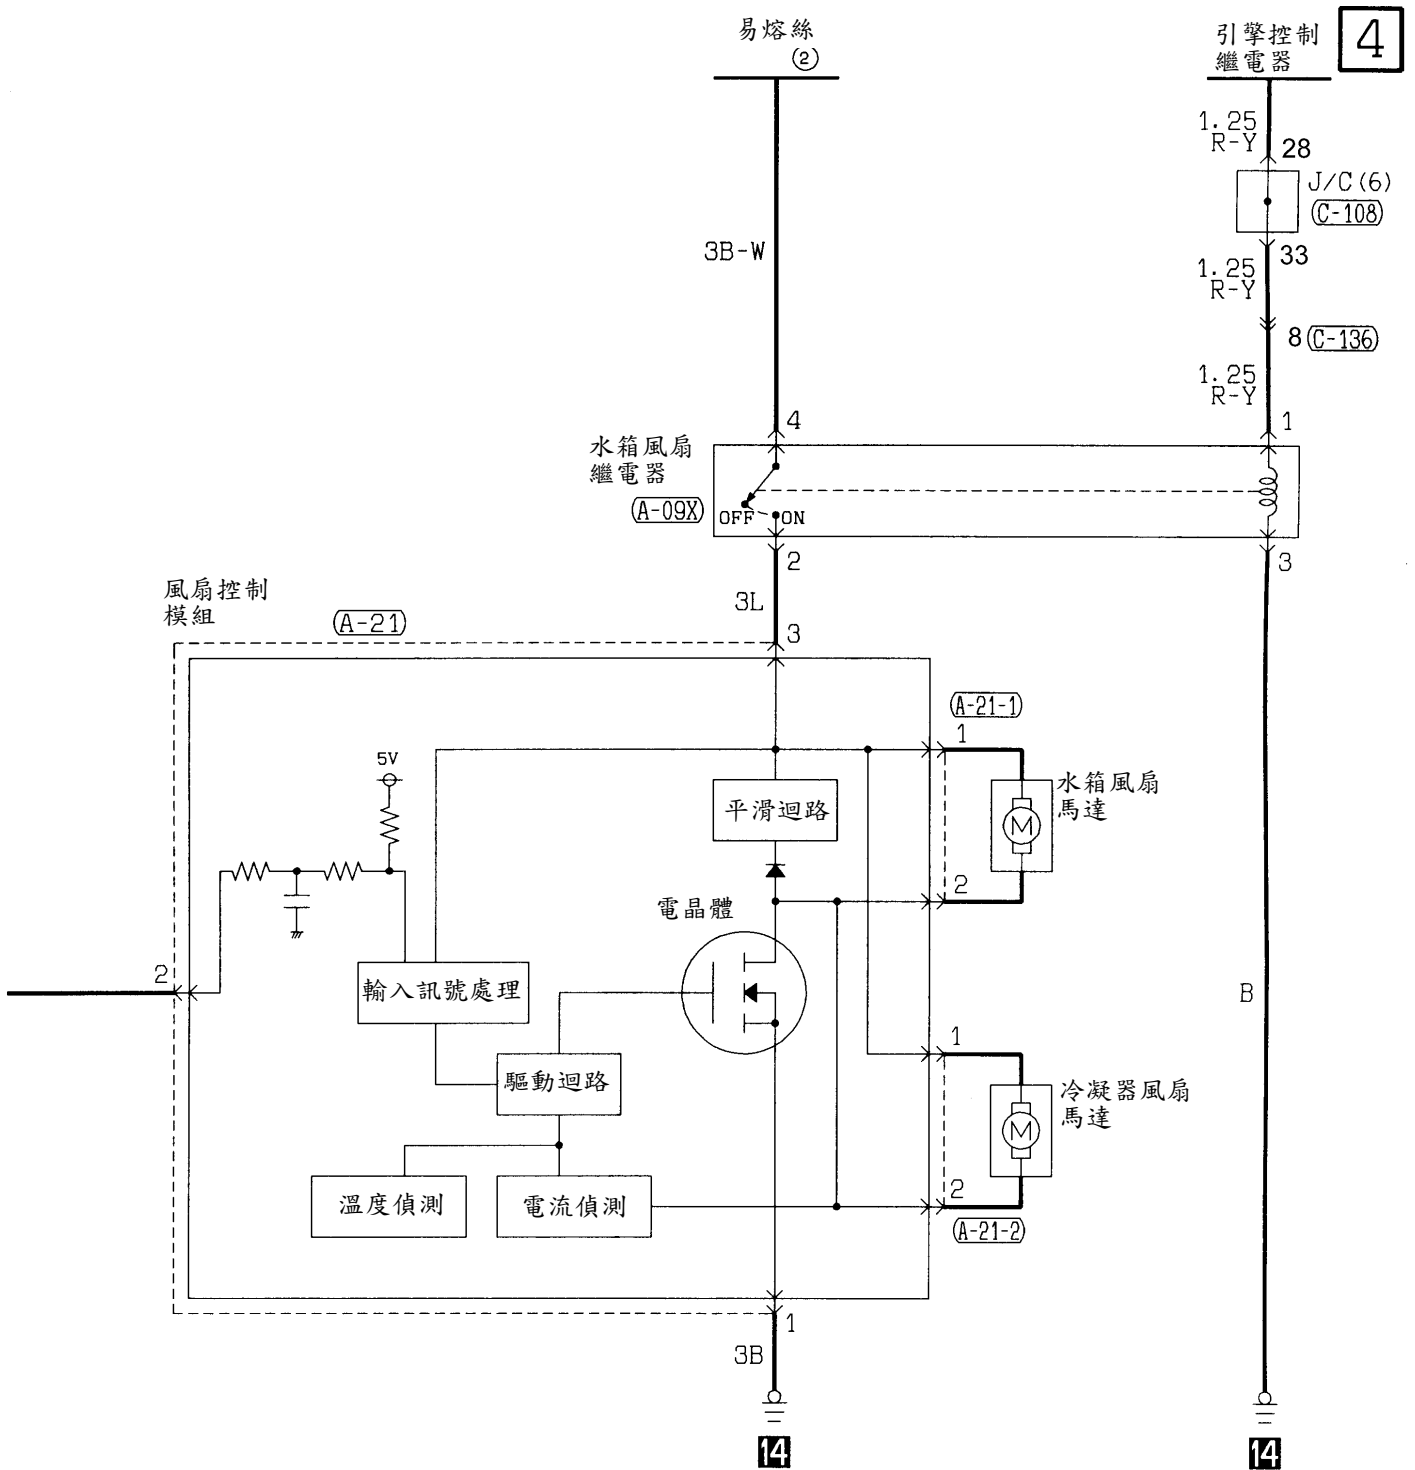 易熔絲
②
引擎控制
繼電器
4
1.25
R-Y
28
J/C(6)
C-108
3B-W
33
1.25
R-Y
8
C-136
1.25
R-Y
4
1
水箱風扇
繼電器
A-09X
OFF
ON
2
3
3L
風扇控制
模組
A-21
3
A-21-1
1
5V
水箱風扇
馬達
M
平滑迴路
2
電晶體
2
輸入訊號處理
B
1
驅動迴路
冷凝器風扇
馬達
M
溫度偵測
電流偵測
2
A-21-2
1
3B
14
14